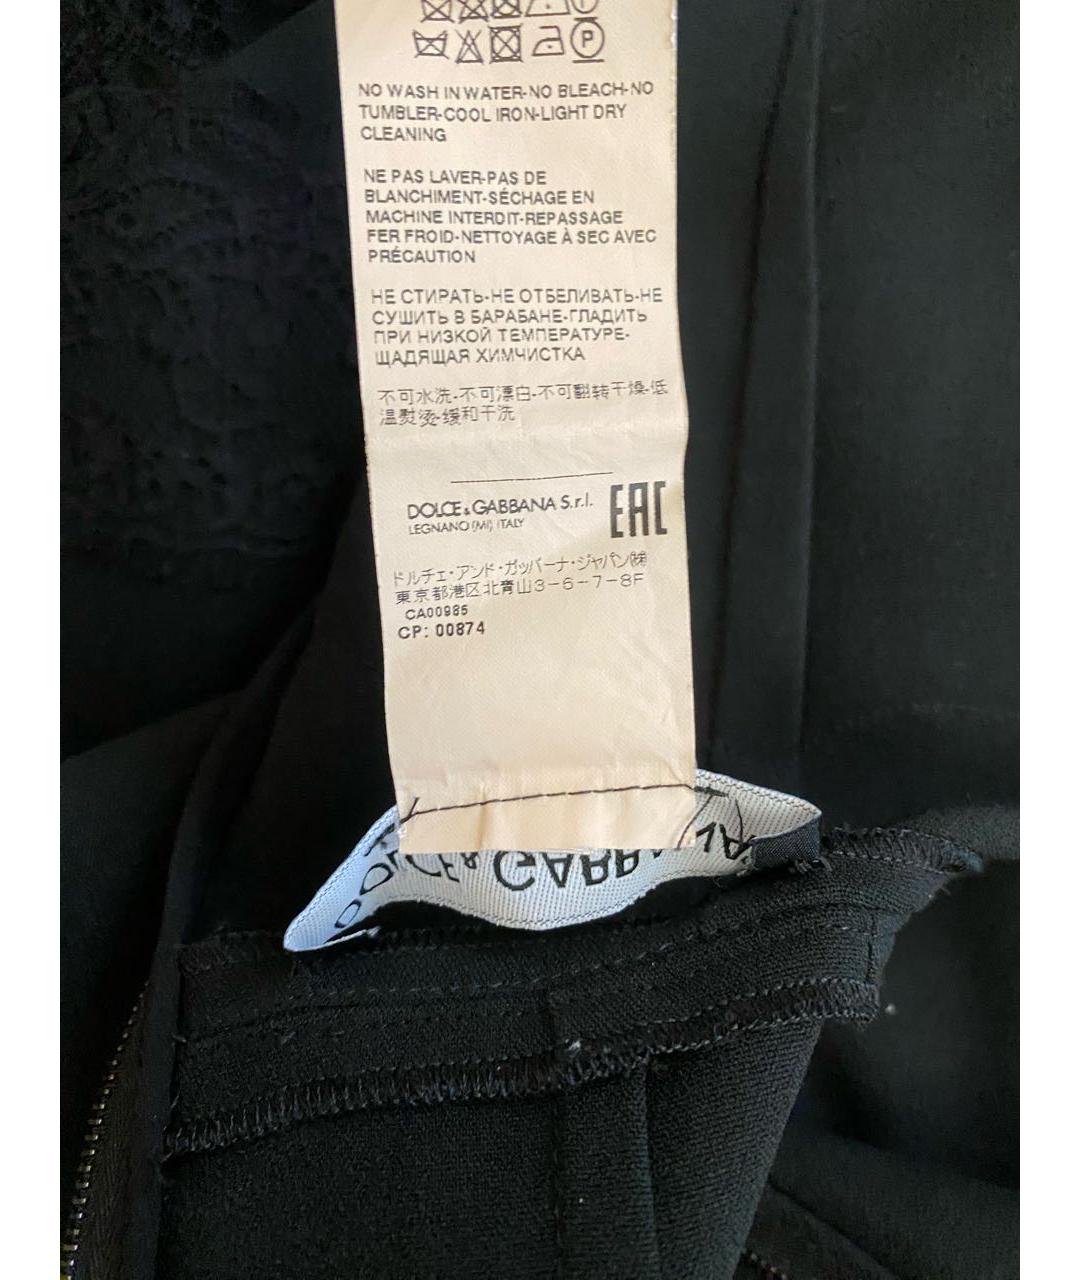 P
NO WASH IN WATER-NO BLEACH-NO
TUMBLER-COOL IRON-LIGHT DRY
CLEANING
NE PAS LAVER-PAS DE
BLANCHIMENT-SÉCHAGE EN
MACHINE INTERDIT-REPASSAGE
FER FROID-NETTOYAGE À SEC AVEC
PRÉCAUTION
НЕ СТИРАТЬ-НЕ ОТБЕЛИВАТЬ-НЕ
СУШИТЬ В БАРАБАНЕ-ГЛАДИТЬ
ПРИ НИЗКОЙ ТЕМПЕРАТУРЕ-
ЩАДЯЩАЯ ХИМЧИСТКА
不可水洗-不可漂白-不可翻转干燥-低
温熨烫-缓和干洗
DOLCE & GABBANA S.r.l.
LEGNANO (MI) ITALY
EAC
ドルチェ・アンド・ガッバーナ・ジャパン㈱
東京都港区北青山3-6-7-8F
CA00985
CP: 00874
DOLCE & GABBANA